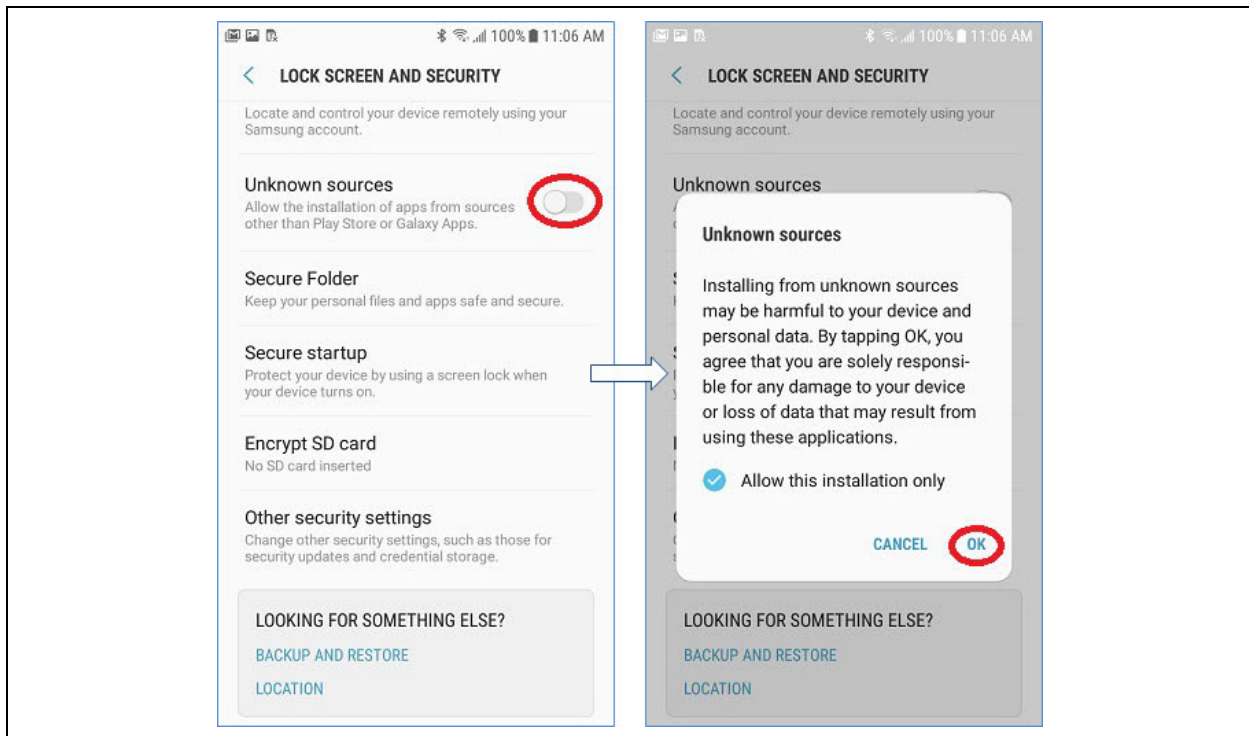 100% 11:06 AM
LOCK SCREEN AND SECURITY
Locate and control your device remotely using your
Samsung account.
Unknown sources
Allow the installation of apps from sources
other than Play Store or Galaxy Apps.
Secure Folder
Keep your personal files and apps safe and secure.
Secure startup
Protect your device by using a screen lock when
your device turns on.
Encrypt SD card
No SD card inserted
Other security settings
Change other security settings, such as those for
security updates and credential storage.
LOOKING FOR SOMETHING ELSE?
BACKUP AND RESTORE
LOCATION
100% 11:06 AM
LOCK SCREEN AND SECURITY
Locate and control your device remotely using your
Samsung account.
Unknown sources
Unknown sources
Installing from unknown sources
may be harmful to your device and
personal data. By tapping OK, you
agree that you are solely responsi-
ble for any damage to your device
or loss of data that may result from
using these applications.
Allow this installation only
CANCEL OK
LOOKING FOR SOMETHING ELSE?
BACKUP AND RESTORE
LOCATION